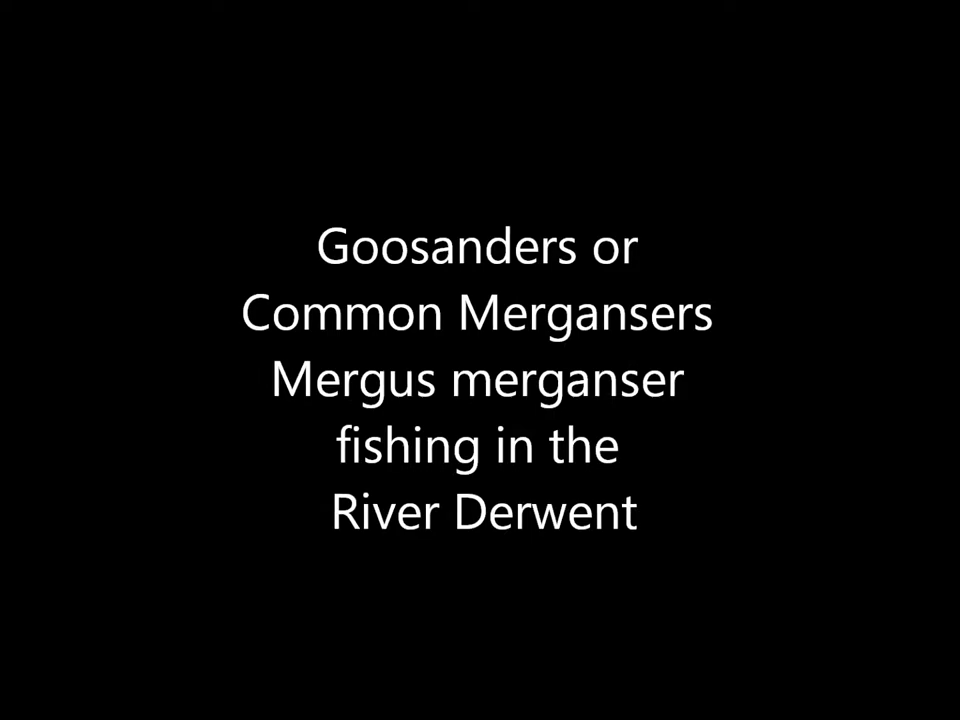 Goosanders or
Common Mergansers
Mergus merganser
fishing in the
River Derwent